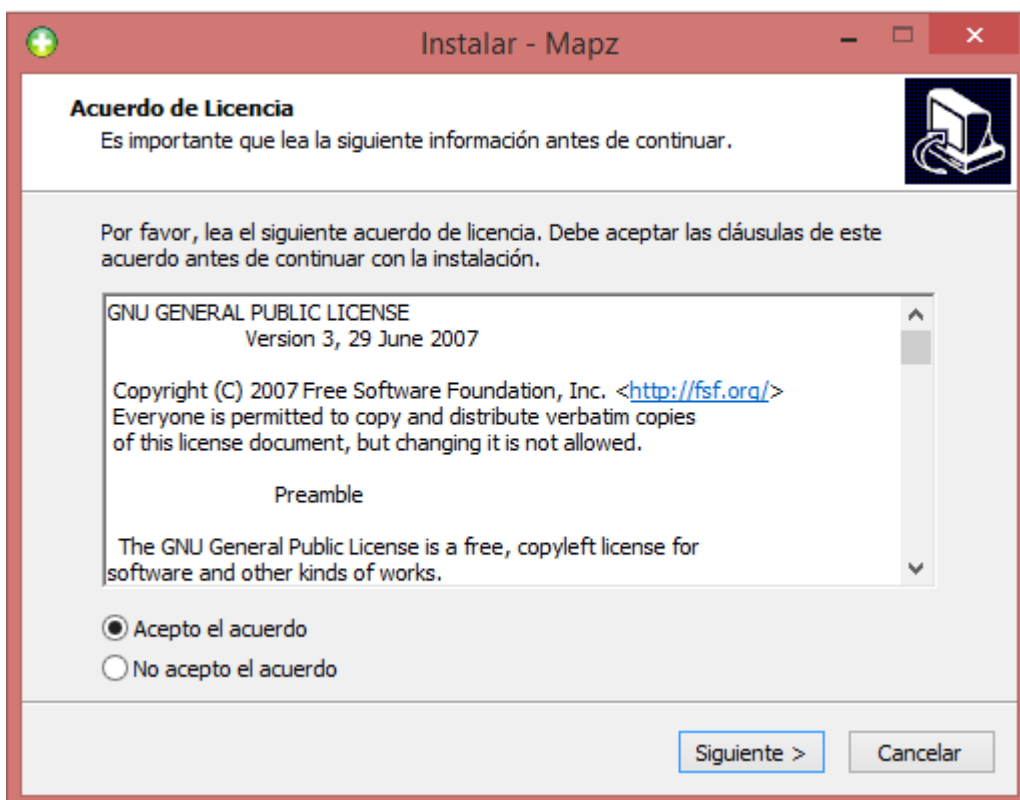 Instalar - Mapz
Acuerdo de Licencia
Es importante que lea la siguiente información antes de continuar.
Por favor, lea el siguiente acuerdo de licencia. Debe aceptar las cláusulas de este
acuerdo antes de continuar con la instalación.
GNU GENERAL PUBLIC LICENSE
Version 3, 29 June 2007
Copyright (C) 2007 Free Software Foundation, Inc. <http://fsf.org/>
Everyone is permitted to copy and distribute verbatim copies
of this license document, but changing it is not allowed.
Preamble
The GNU General Public License is a free, copyleft license for
software and other kinds of works.
Acepto el acuerdo
No acepto el acuerdo
Siguiente >
Cancelar